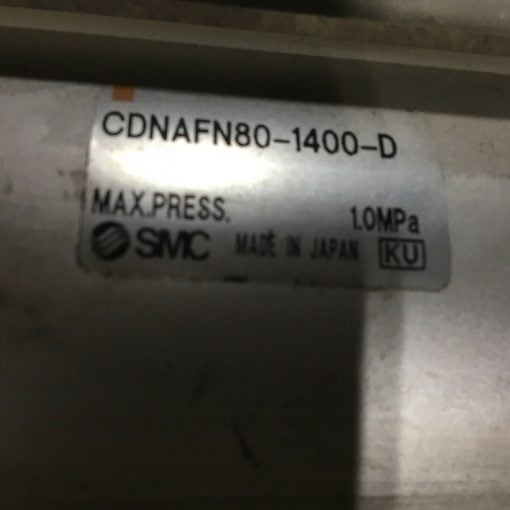 CDNAFN80-1400-D
MAX.PRESS. 1.0MPa
SMC MADE IN JAPAN KU